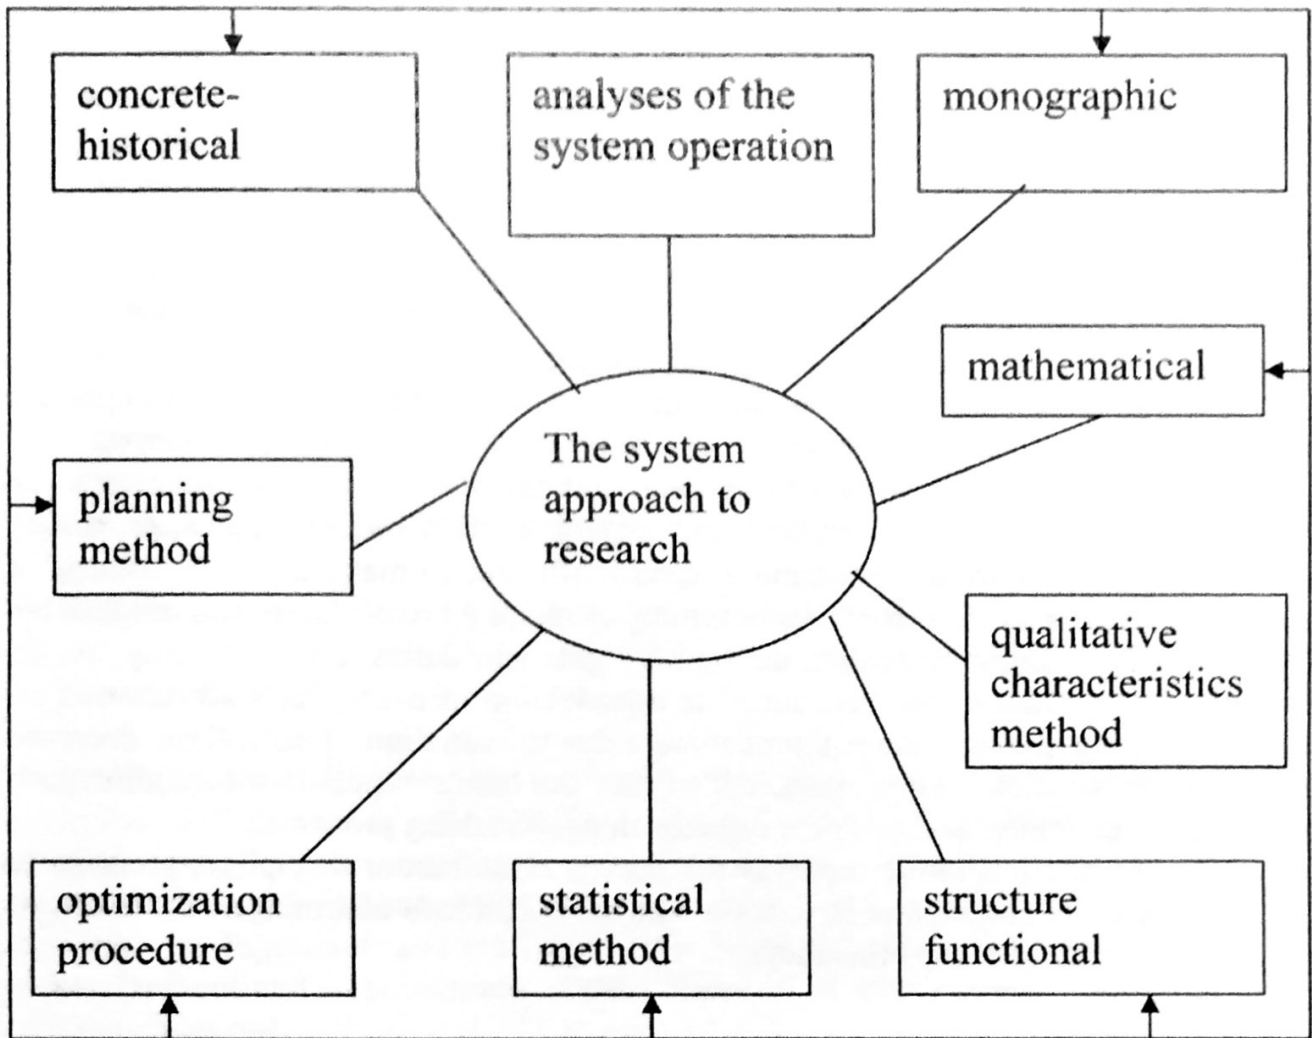 concrete-
historical
analyses of the
system operation
monographic
mathematical
The system
approach to
research
planning
method
qualitative
characteristics
method
optimization
procedure
statistical
method
structure
functional